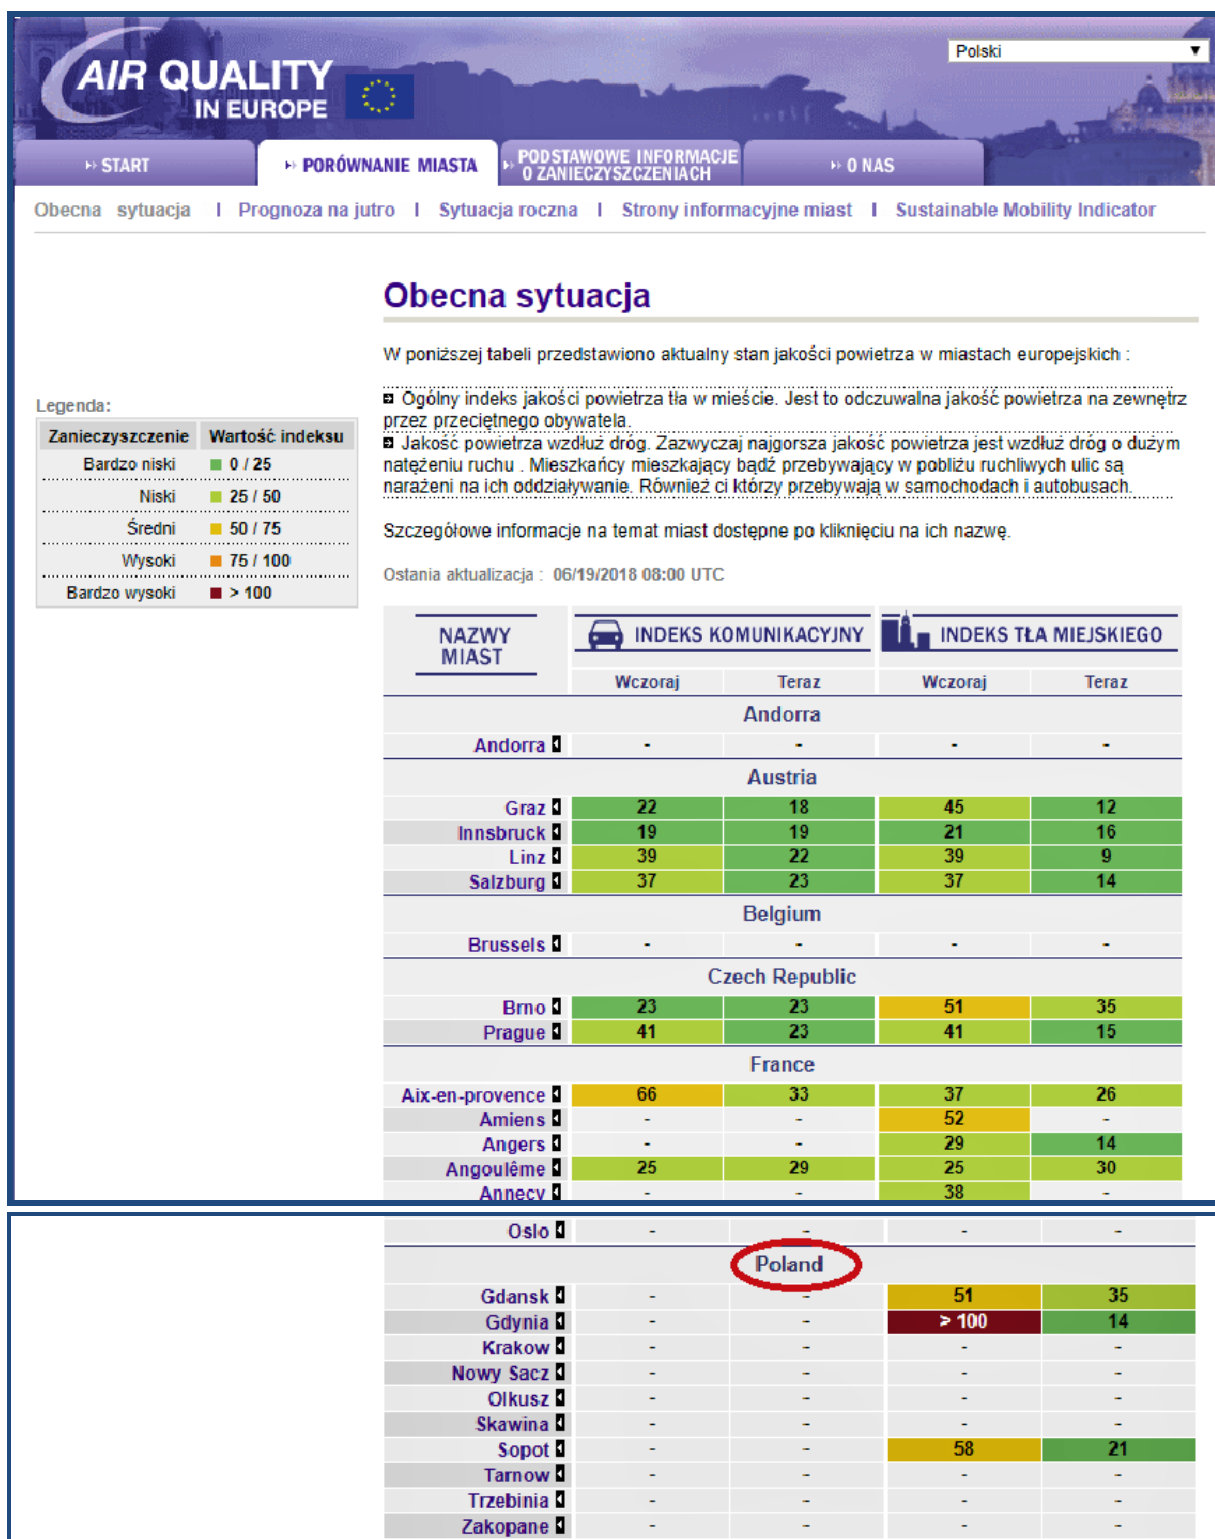 AIR QUALITY
IN EUROPE
Polski
START
PORÓWNANIE MIASTA
PODSTAWOWE INFORMACJE
O ZANIECZYSZCZENIACH
O NAS
Obecna sytuacja | Prognoza na jutro | Sytuacja roczna | Strony informacyjne miast | Sustainable Mobility Indicator
Obecna sytuacja
W poniższej tabeli przedstawiono aktualny stan jakości powietrza w miastach europejskich :
Ogólny indeks jakości powietrza tła w mieście. Jest to odczuwalna jakość powietrza na zewnętrz
przez przeciętnego obywatela.
Jakość powietrza wzdłuż dróg. Zazwyczaj najgorsza jakość powietrza jest wzdłuż dróg o dużym
natężeniu ruchu . Mieszkańcy mieszkający bądź przebywający w pobliżu ruchliwych ulic są
narażeni na ich oddziaływanie. Również ci którzy przebywają w samochodach i autobusach.
Szczegółowe informacje na temat miast dostępne po kliknięciu na ich nazwę.
Ostania aktualizacja : 06/19/2018 08:00 UTC
Legenda:
Zanieczyszczenie Wartość indeksu
Bardzo niski 0 / 25
Niski 25 / 50
Średni 50 / 75
Wysoki 75 / 100
Bardzo wysoki > 100
NAZWY
MIAST
INDEKS KOMUNIKACYJNY INDEKS TŁA MIEJSKIEGO
Wczoraj Teraz Wczoraj Teraz
Andorra
Andorra - - - -
Austria
Graz 22 18 45 12
Innsbruck 19 19 21 16
Linz 39 22 39 9
Salzburg 37 23 37 14
Belgium
Brussels - - - -
Czech Republic
Brno 23 23 51 35
Prague 41 23 41 15
France
Aix-en-provence 66 33 37 26
Amiens - - 52 -
Angers - - 29 14
Angoulême 25 29 25 30
Annecy - - 38 -
Oslo - - - -
Poland
Gdansk - - 51 35
Gdynia - - > 100 14
Krakow - - - -
Nowy Sacz - - - -
Olkusz - - - -
Skawina - - - -
Sopot - - 58 21
Tarnow - - - -
Trzebinia - - - -
Zakopane - - - -